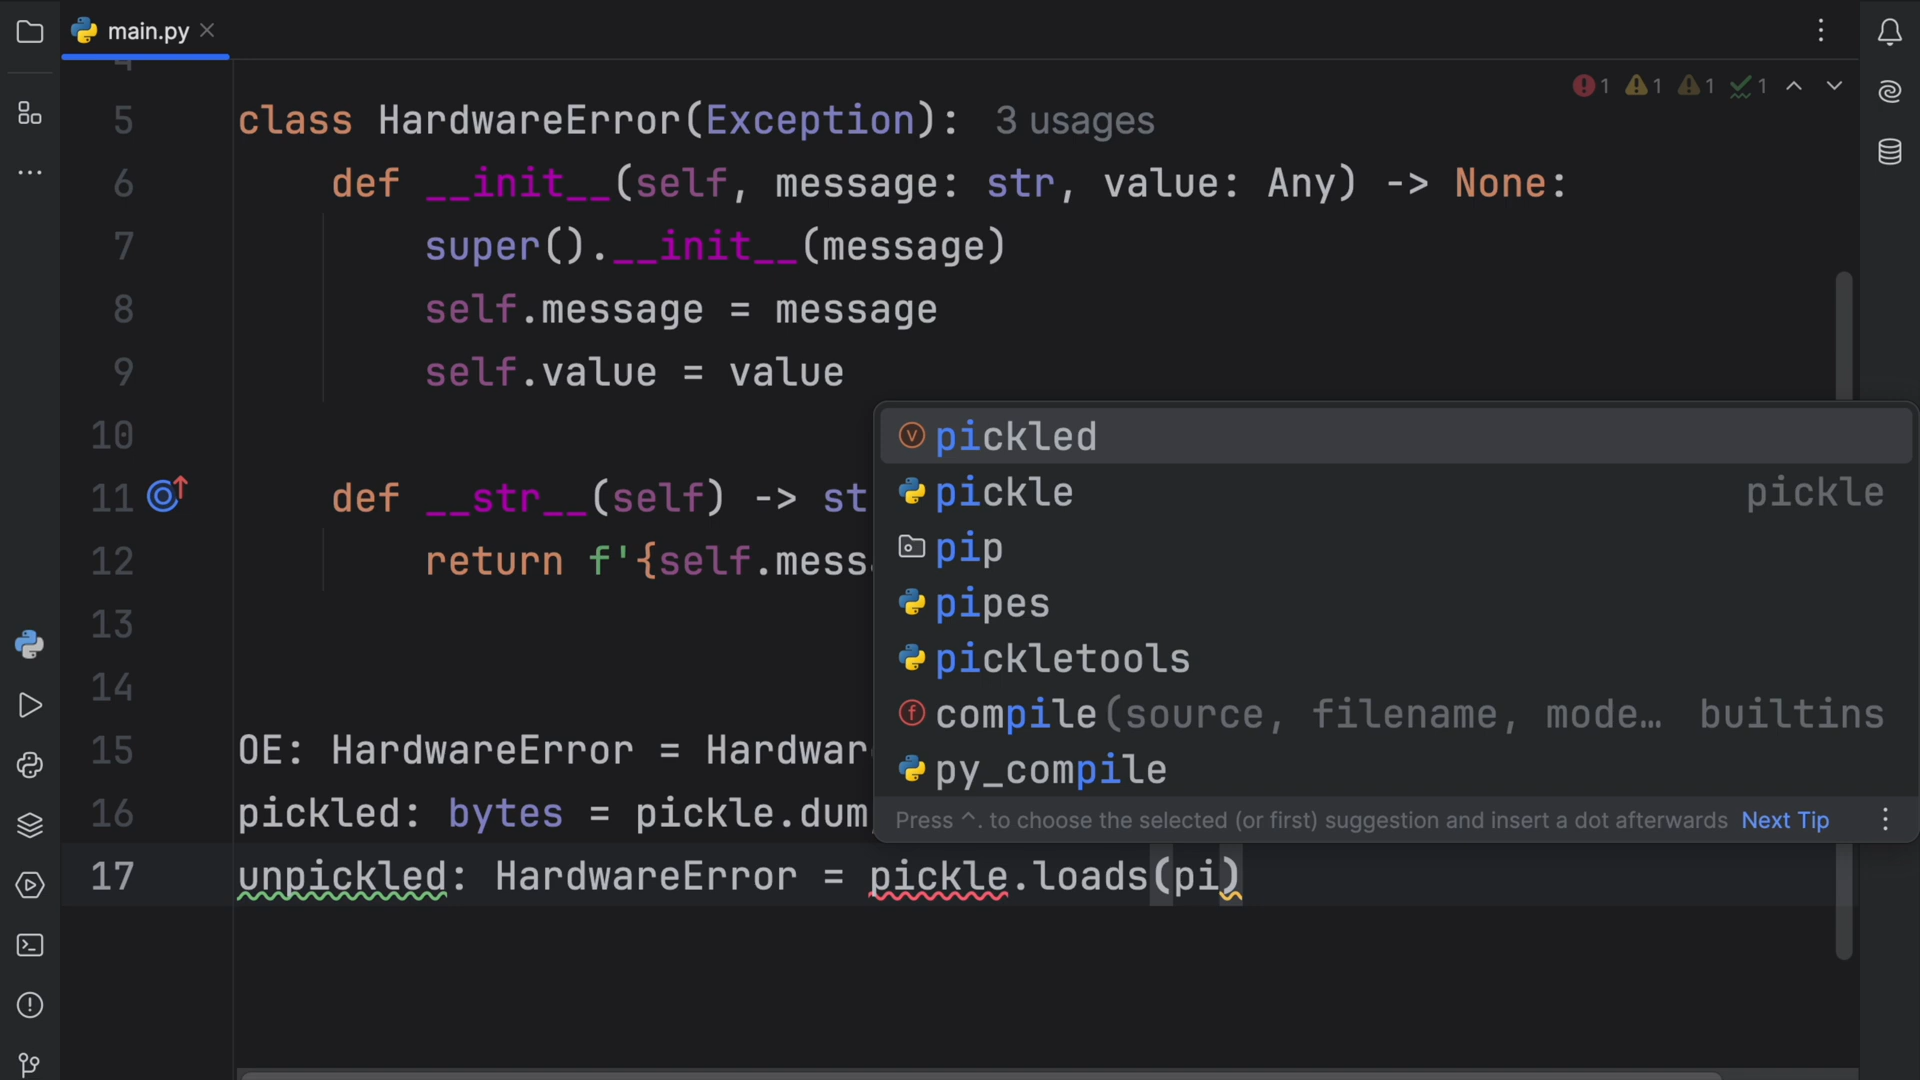 main.py
1 1 1 1
5 class HardwareError(Exception): 3 usages
6 def __init__(self, message: str, value: Any) -> None:
7 super().__init__(message)
8 self.message = message
9 self.value = value
10
11 def __str__(self) -> st
12 return f'{self.mess
13
14
15 OE: HardwareError = Hardwar
16 pickled: bytes = pickle.dum
17 unpickled: HardwareError = pickle.loads(pi)
pickled
pickle pickle
pip
pipes
pickletools
compile(source, filename, mode… builtins
py_compile
Press ^. to choose the selected (or first) suggestion and insert a dot afterwards Next Tip